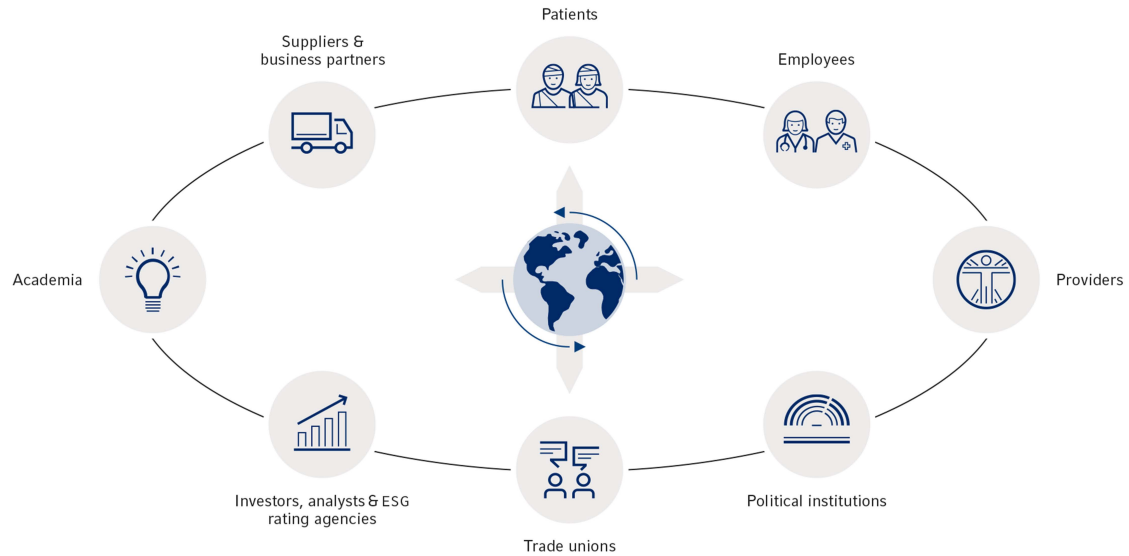 Patients
Suppliers &
business partners
Employees
Academia
Providers
Investors, analysts & ESG
rating agencies
Political institutions
Trade unions